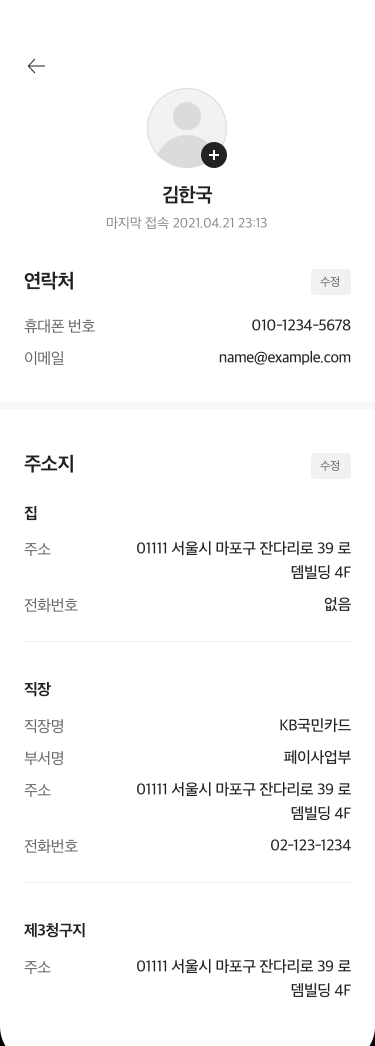 김한국
마지막 접속 2021.04.21 23:13
연락처 수정
휴대폰 번호 010-1234-5678
이메일 name@example.com
주소지 수정
집
주소 01111 서울시 마포구 잔다리로 39 로
뎀빌딩 4F
전화번호 없음
직장
직장명 KB국민카드
부서명 페이사업부
주소 01111 서울시 마포구 잔다리로 39 로
뎀빌딩 4F
전화번호 02-123-1234
제3청구지
주소 01111 서울시 마포구 잔다리로 39 로
뎀빌딩 4F